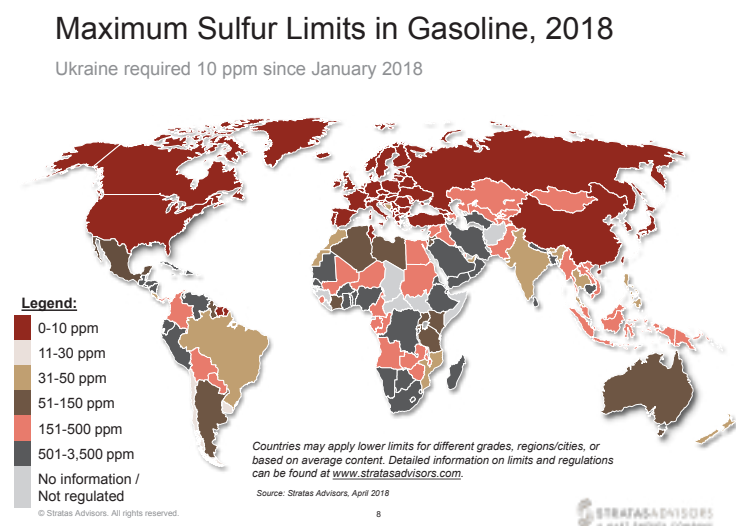 Maximum Sulfur Limits in Gasoline, 2018
Ukraine required 10 ppm since January 2018
Legend:
0-10 ppm
11-30 ppm
31-50 ppm
51-150 ppm
151-500 ppm
501-3,500 ppm
No information /
Not regulated
Countries may apply lower limits for different grades, regions/cities, or
based on average content. Detailed information on limits and regulations
can be found at www.stratasadvisors.com.
Source: Stratas Advisors, April 2018
© Stratas Advisors. All rights reserved.
8
STRATAS ADVISORS